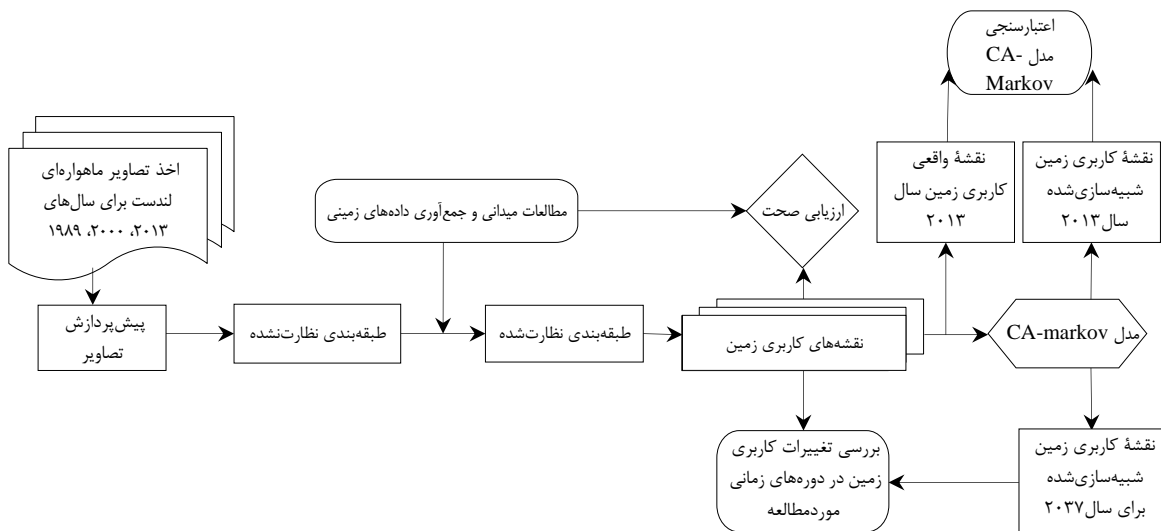 اعتبارسنجی
مدل CA-
Markov
اخذ تصاویر ماهواره‌ای
لندست برای سال‌های
۲۰۱۳، ۲۰۰۰، ۱۹۸۹
مطالعات میدانی و جمع‌آوری داده‌های زمینی
ارزیابی صحت
نقشهٔ واقعی
کاربری زمین سال
۲۰۱۳
نقشهٔ کاربری زمین
شبیه‌سازی‌شده
سال۲۰۱۳
پیش‌پردازش
تصاویر
طبقه‌بندی نظارت‌نشده
طبقه‌بندی نظارت‌شده
نقشه‌های کاربری زمین
مدل CA-markov
بررسی تغییرات کاربری
زمین در دوره‌های زمانی
موردمطالعه
نقشهٔ کاربری زمین
شبیه‌سازی‌شده
برای سال۲۰۳۷